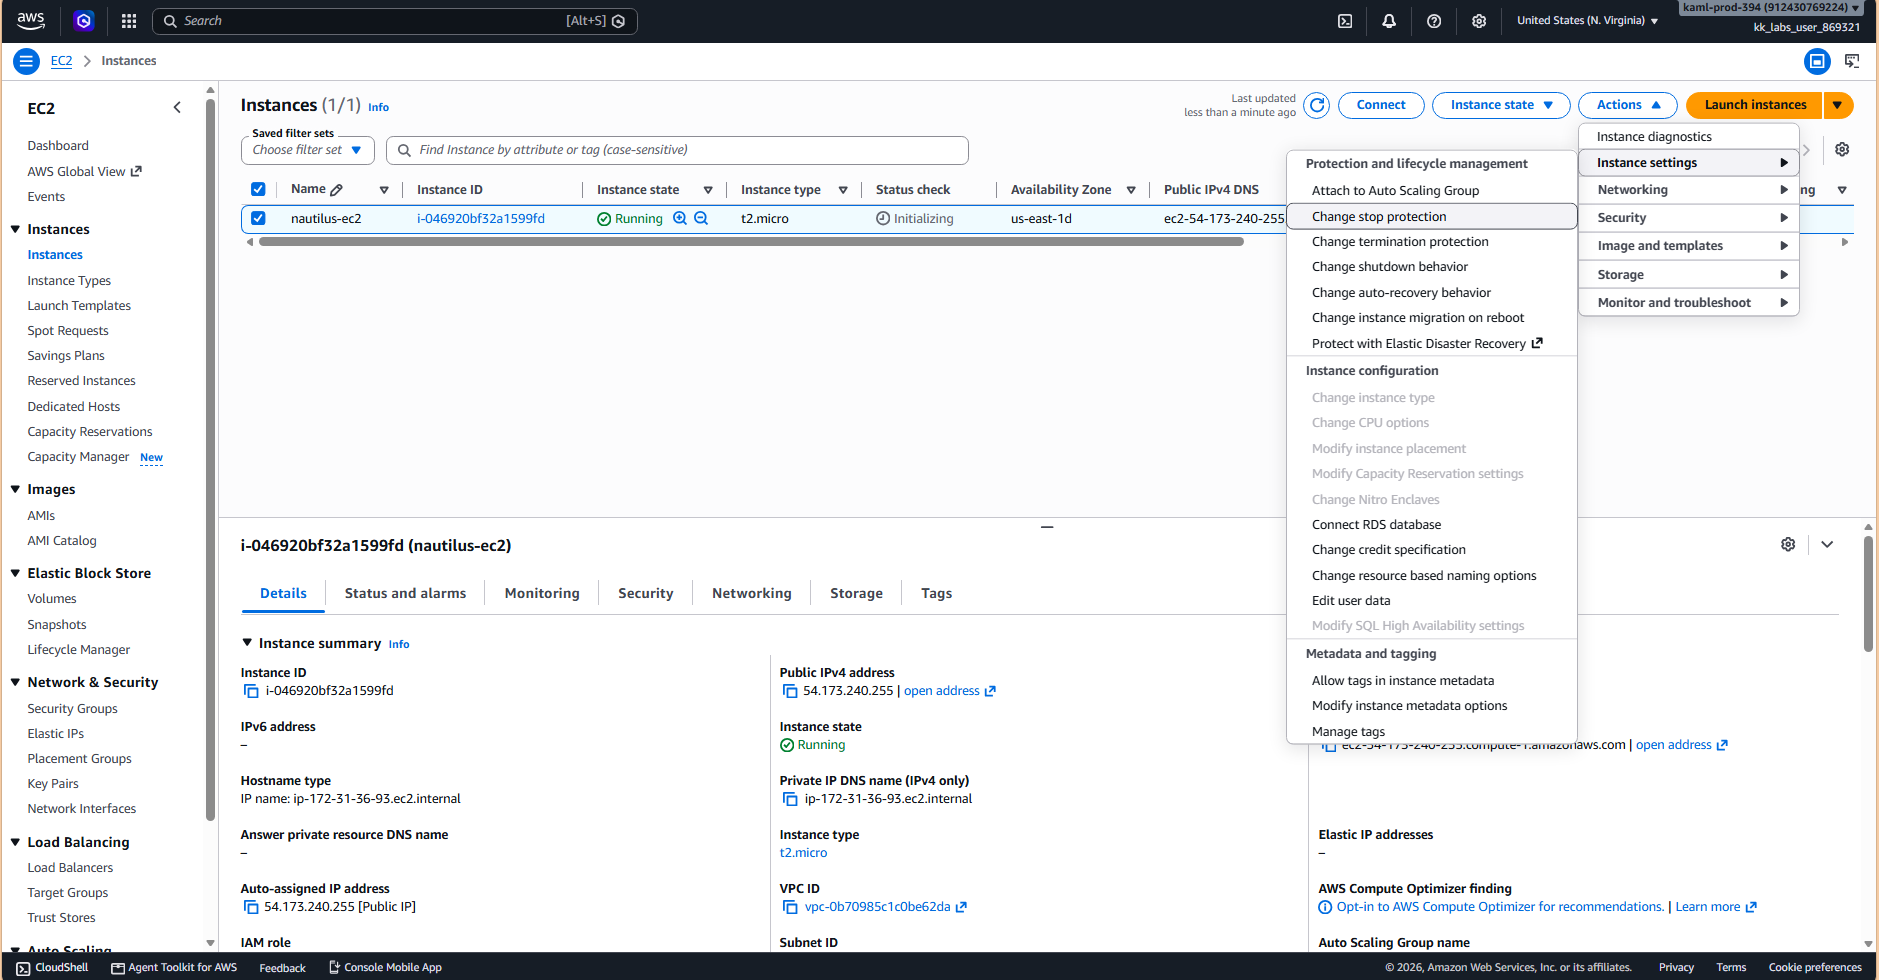 aws
Search
[Alt+S]
United States (N. Virginia)
kaml-prod-394 (912430769224)
kk_labs_user_869321
EC2
Instances
EC2
Dashboard
AWS Global View
Events
Instances
Instances
Instance Types
Launch Templates
Spot Requests
Savings Plans
Reserved Instances
Dedicated Hosts
Capacity Reservations
Capacity Manager New
Images
AMIs
AMI Catalog
Elastic Block Store
Volumes
Snapshots
Lifecycle Manager
Network & Security
Security Groups
Elastic IPs
Placement Groups
Key Pairs
Network Interfaces
Load Balancing
Load Balancers
Target Groups
Trust Stores
Auto Scaling
Instances (1/1) Info
Last updated
less than a minute ago
Connect
Instance state
Actions
Launch instances
Saved filter sets
Choose filter set
Find Instance by attribute or tag (case-sensitive)
Name
Instance ID
Instance state
Instance type
Status check
Availability Zone
Public IPv4 DNS
ng
nautilus-ec2
i-046920bf32a1599fd
Running
t2.micro
Initializing
us-east-1d
ec2-54-173-240-255
Instance diagnostics
Instance settings
Networking
Security
Image and templates
Storage
Monitor and troubleshoot
Protection and lifecycle management
Attach to Auto Scaling Group
Change stop protection
Change termination protection
Change shutdown behavior
Change auto-recovery behavior
Change instance migration on reboot
Protect with Elastic Disaster Recovery
Instance configuration
Change instance type
Change CPU options
Modify instance placement
Modify Capacity Reservation settings
Change Nitro Enclaves
Connect RDS database
Change credit specification
Change resource based naming options
Edit user data
Modify SQL High Availability settings
Metadata and tagging
Allow tags in instance metadata
Modify instance metadata options
Manage tags
i-046920bf32a1599fd (nautilus-ec2)
Details
Status and alarms
Monitoring
Security
Networking
Storage
Tags
Instance summary Info
Instance ID
i-046920bf32a1599fd
Public IPv4 address
54.173.240.255 | open address
IPv6 address
–
Instance state
Running
ec2-54-173-240-255.compute-1.amazonaws.com | open address
Hostname type
IP name: ip-172-31-36-93.ec2.internal
Private IP DNS name (IPv4 only)
ip-172-31-36-93.ec2.internal
Answer private resource DNS name
–
Instance type
t2.micro
Elastic IP addresses
–
Auto-assigned IP address
54.173.240.255 [Public IP]
VPC ID
vpc-0b70985c1c0be62da
AWS Compute Optimizer finding
Opt-in to AWS Compute Optimizer for recommendations. | Learn more
IAM role
Subnet ID
Auto Scaling Group name
CloudShell
Agent Toolkit for AWS
Feedback
Console Mobile App
© 2026, Amazon Web Services, Inc. or its affiliates.
Privacy
Terms
Cookie preferences